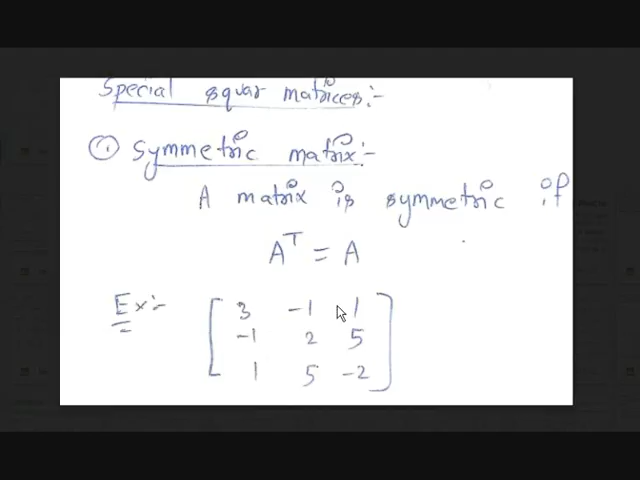 Special squar matrices:-
(1) Symmetric matrix:-
A matrix is symmetric if
A^T = A
Ex:- [ 3 -1 1
-1 2 5
1 5 -2 ]